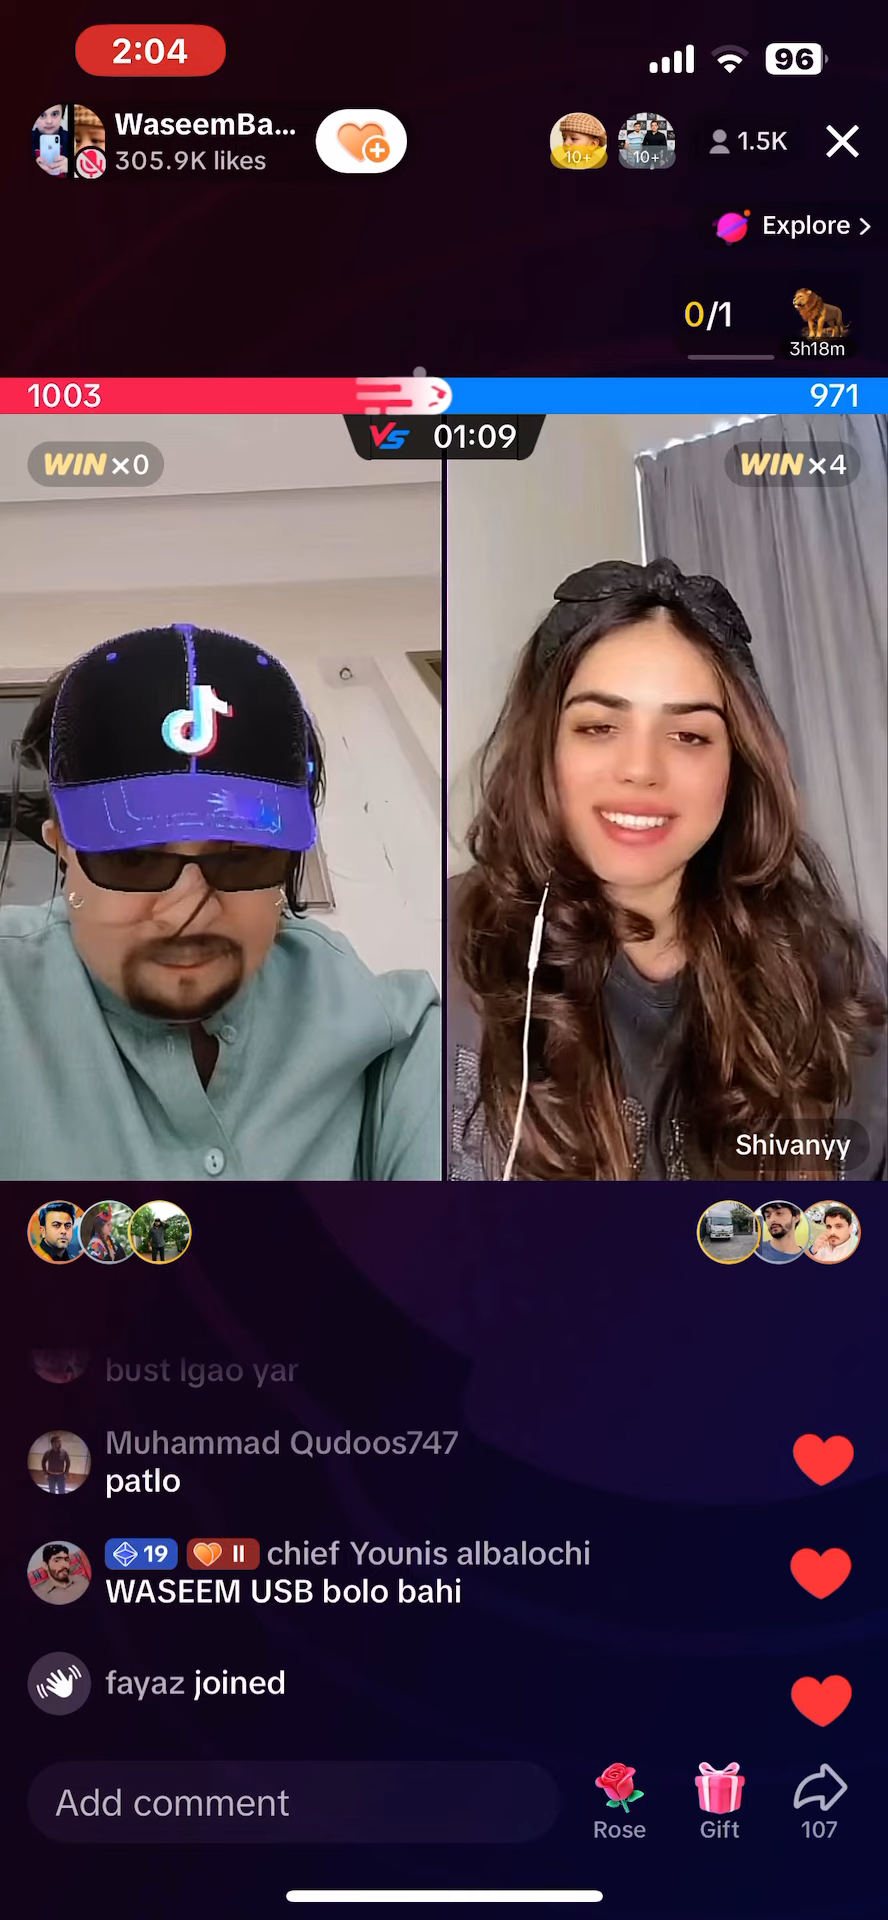 2:04
96
WaseemBa...
305.9K likes
10+
10+
1.5K
Explore >
0/1
3h18m
1003
971
VS 01:09
WIN ×0
WIN ×4
Shivanyy
bust lgao yar
Muhammad Qudoos747
patlo
19 II chief Younis albalochi
WASEEM USB bolo bahi
fayaz joined
Add comment
Rose
Gift
107